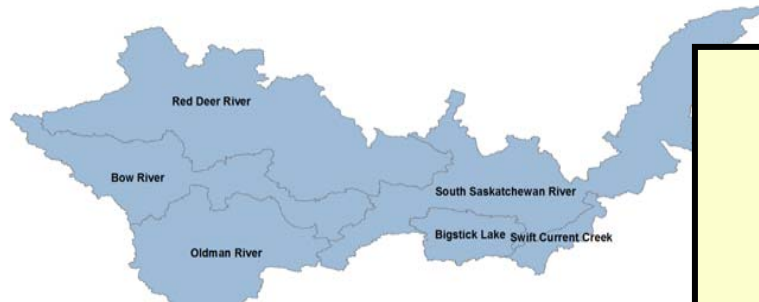 Red Deer River
Bow River
South Saskatchewan River
Bigstick Lake
Swift Current Creek
Oldman River